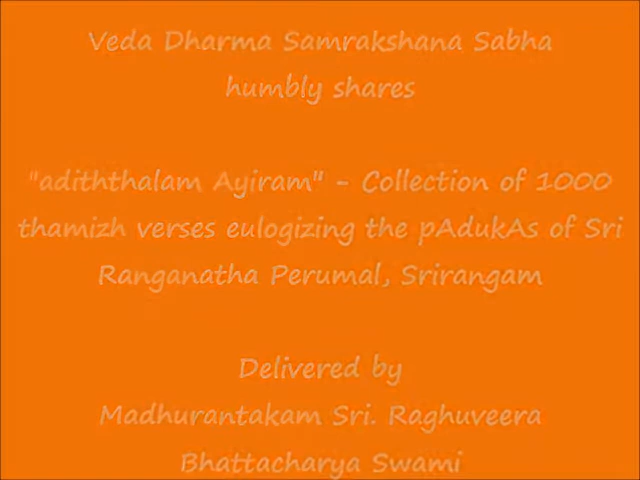 Veda Dharma Samrakshana Sabha
humbly shares
"adiththalam Ayiram" - Collection of 1000
thamizh verses eulogizing the pAdukAs of Sri
Ranganatha Perumal, Srirangam
Delivered by
Madhurantakam Sri. Raghuveera
Bhattacharya Swami